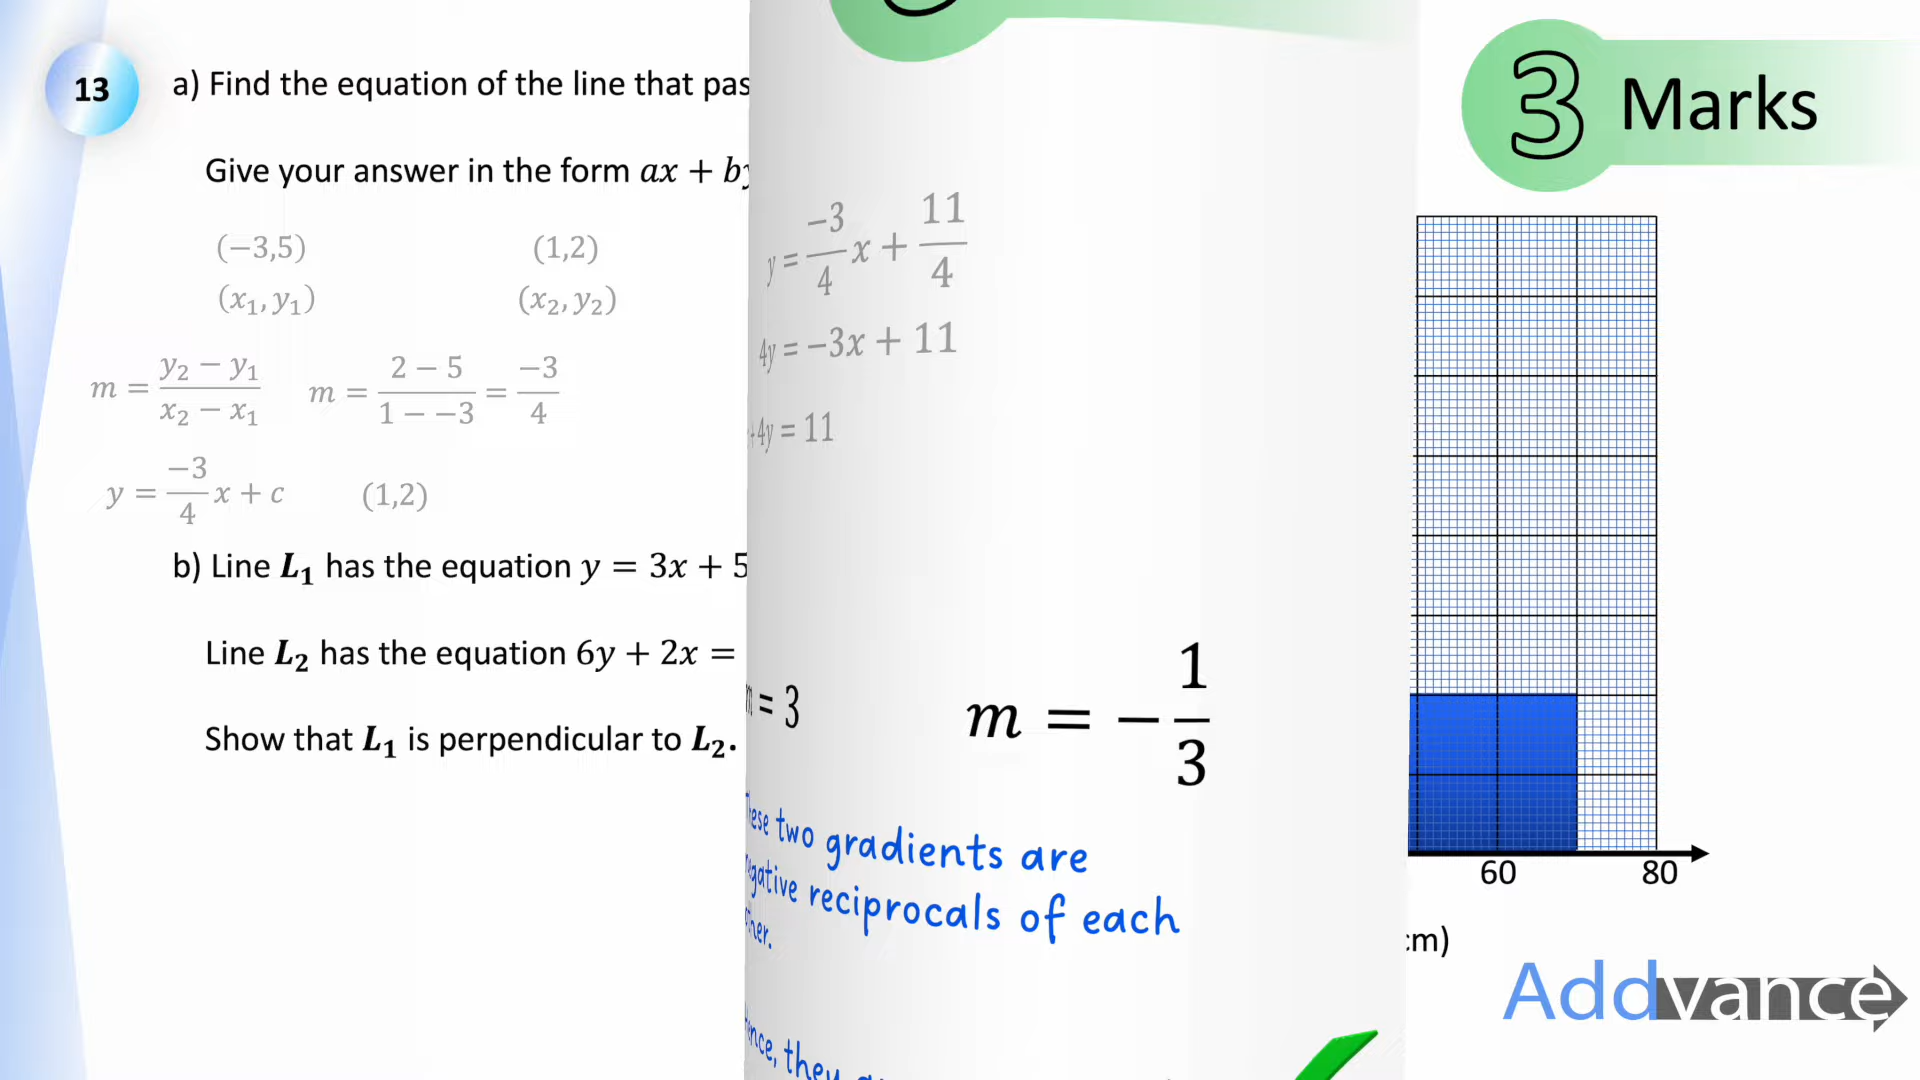 13
a) Find the equation of the line that
Give your answer in the form ax +
(−3,5) (1,2)
(x₁, y₁) (x₂, y₂)
m = y₂ − y₁ / x₂ − x₁ m = 2 − 5 / 1 − −3 = −3 / 4
y = −3/4 x + c (1,2)
b) Line L₁ has the equation y = 3x + 5
Line L₂ has the equation 6y + 2x =
Show that L₁ is perpendicular to L₂.
y = −3/4 x + 11/4
4y = −3x + 11
+4y = 11
= 3 m = − 1/3
two gradients are
reciprocals of each
they
3 Marks
60 80
cm)
Addvance